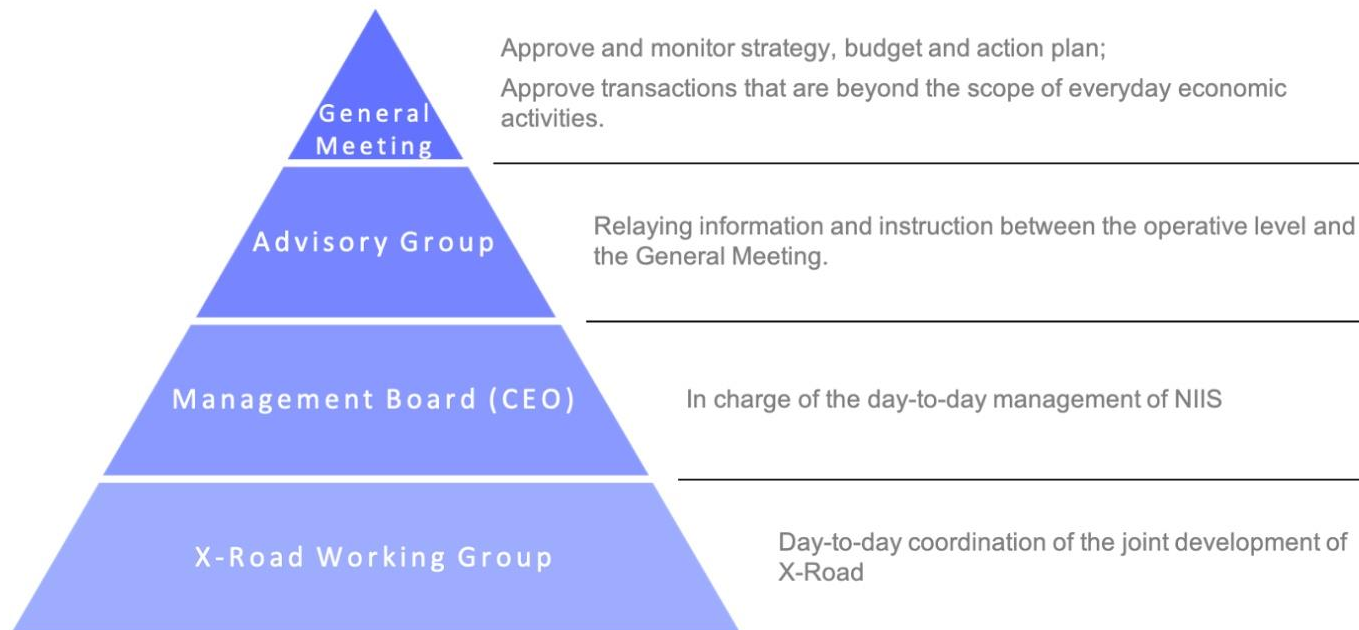 General
Meeting
Approve and monitor strategy, budget and action plan;
Approve transactions that are beyond the scope of everyday economic
activities.
Advisory Group
Relaying information and instruction between the operative level and
the General Meeting.
Management Board (CEO)
In charge of the day-to-day management of NIIS
X-Road Working Group
Day-to-day coordination of the joint development of
X-Road